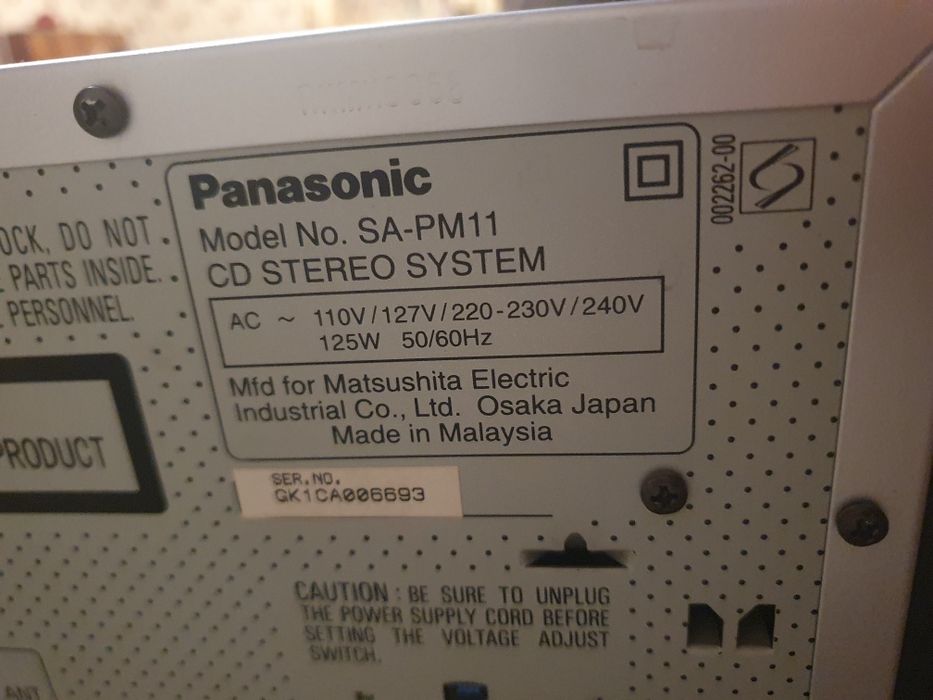 OCK, DO NOT
PARTS INSIDE.
PERSONNEL.
PRODUCT
Panasonic
Model No. SA-PM11
CD STEREO SYSTEM
AC ~ 110V/127V/220-230V/240V
125W 50/60Hz
Mfd for Matsushita Electric
Industrial Co., Ltd. Osaka Japan
Made in Malaysia
002262-00
SER.NO.
GK1CA006693
CAUTION : BE SURE TO UNPLUG
THE POWER SUPPLY CORD BEFORE
SETTING THE VOLTAGE ADJUST
SWITCH.
ANT